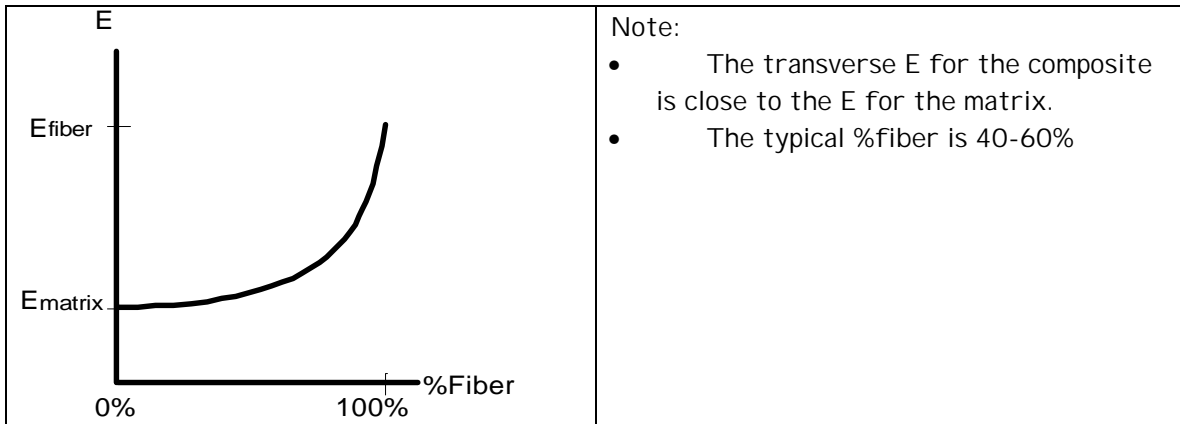 E
Efiber
Ematrix
%Fiber
0%
100%
Note:
• The transverse E for the composite
is close to the E for the matrix.
• The typical %fiber is 40-60%